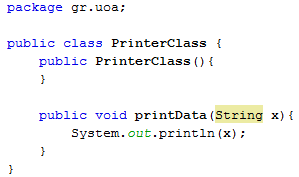 package gr.uoa;
public class PrinterClass {
    public PrinterClass(){
    }
    public void printData(String x){
        System.out.println(x);
    }
}